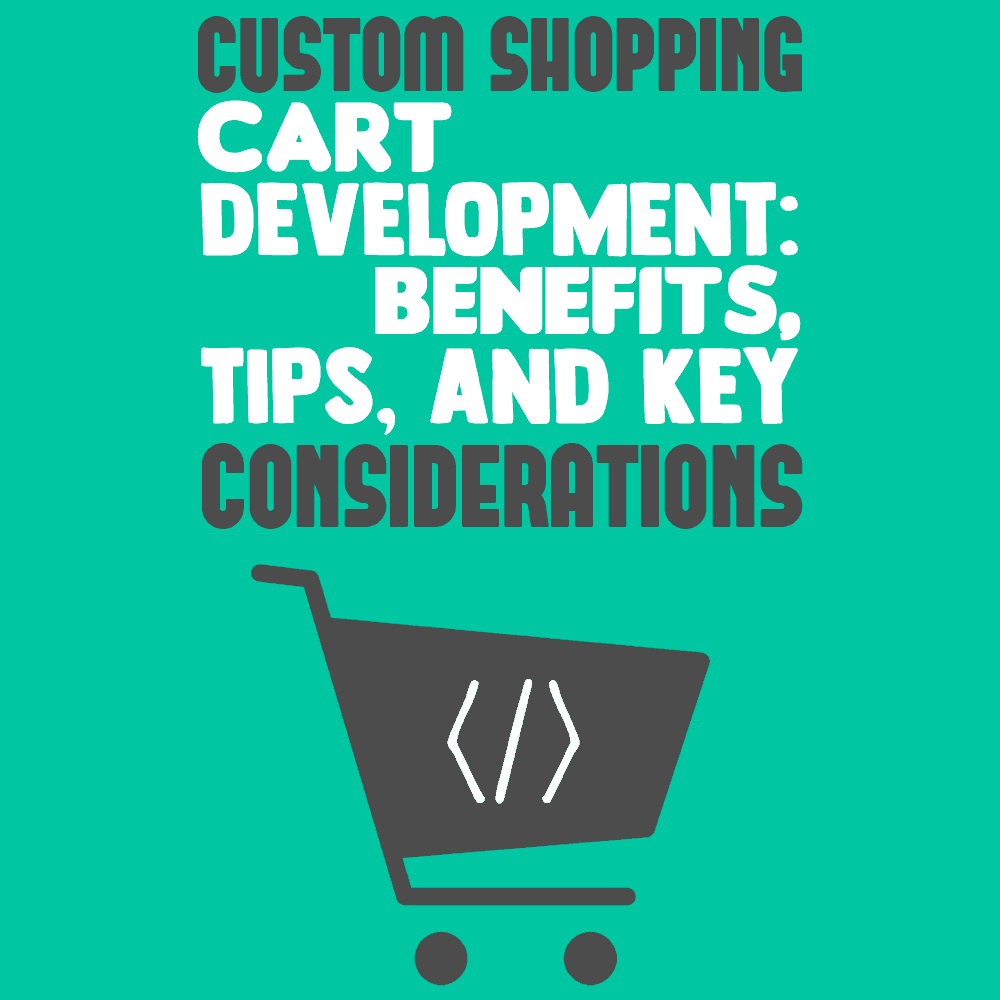 CUSTOM SHOPPING
CART
DEVELOPMENT:
BENEFITS,
TIPS, AND KEY
CONSIDERATIONS
</>